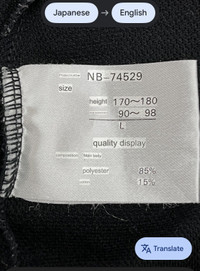 Japanese → English
NB-74529
size
height 170~180
90~ 98
L
quality display
polyester 85%
15%
Translate